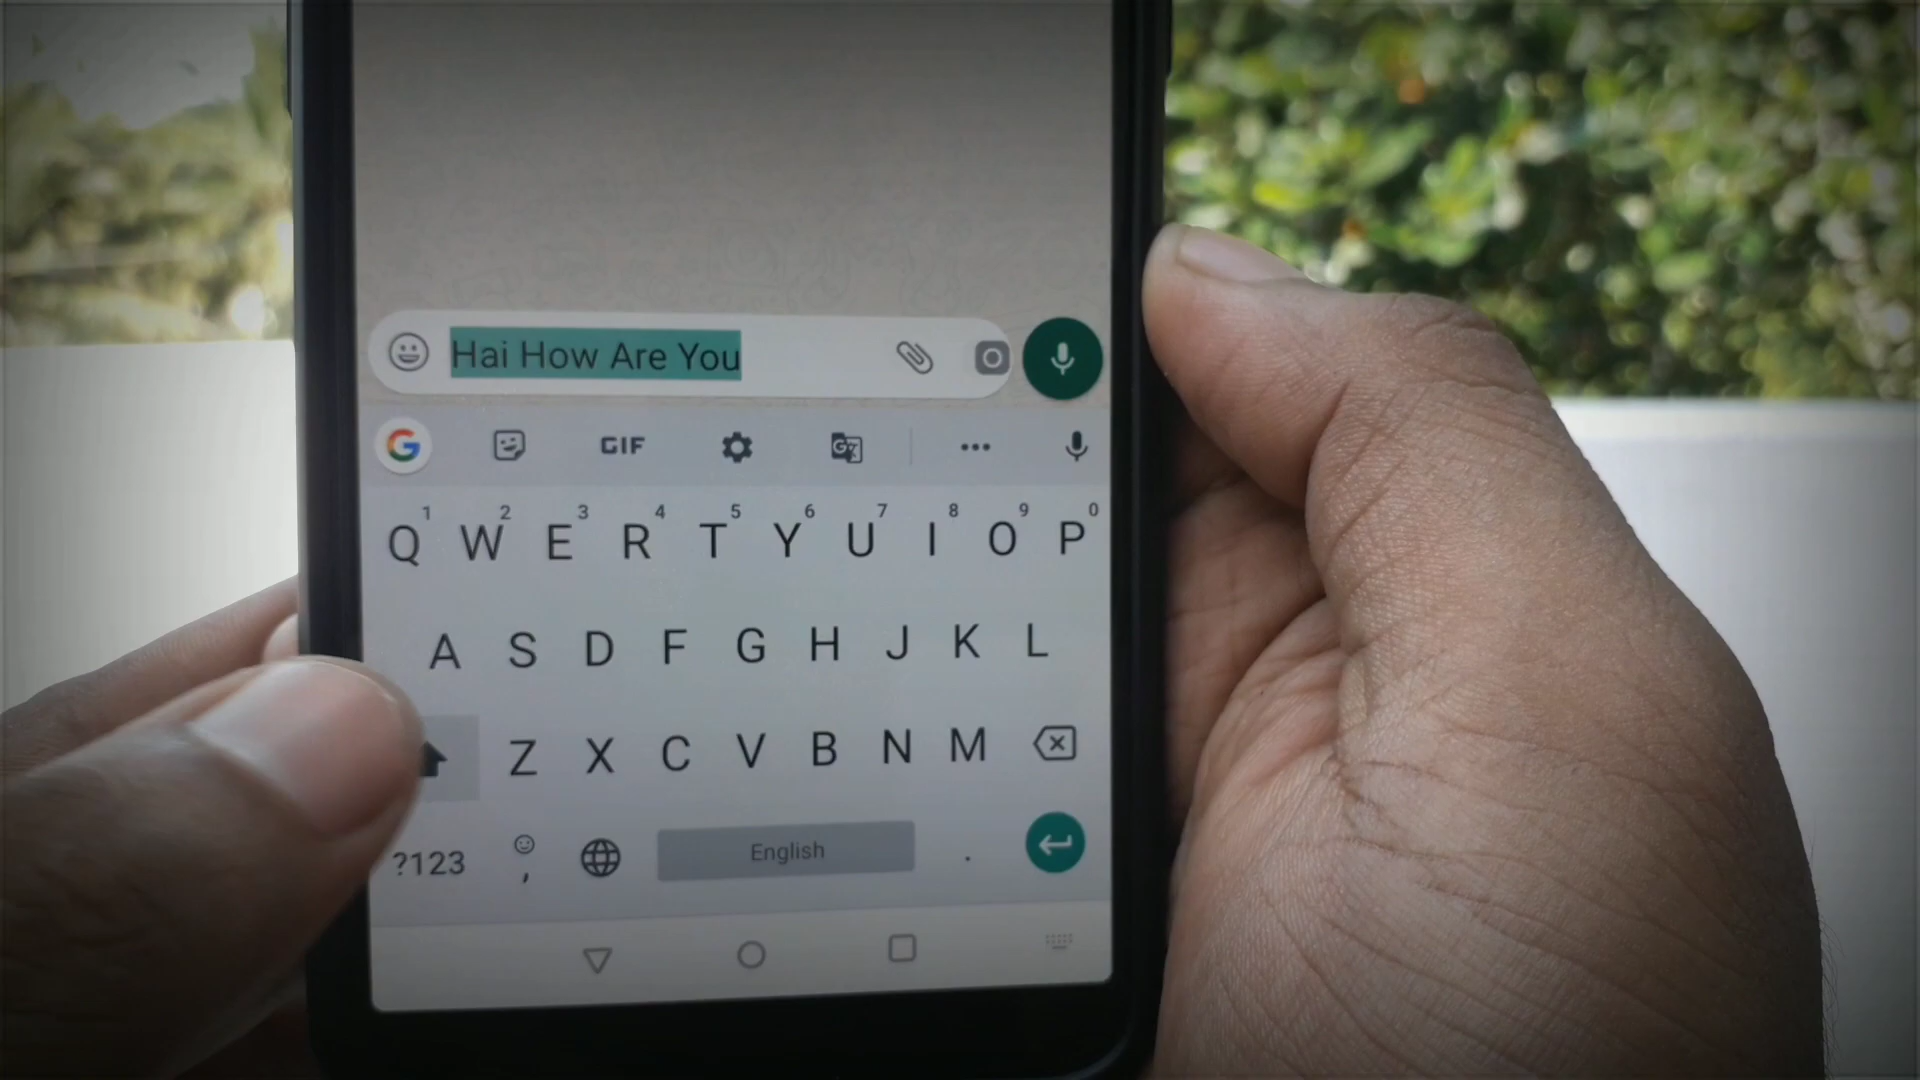 Hai How Are You
G GIF G
1 2 3 4 5 6 7 8 9 0
Q W E R T Y U I O P
A S D F G H J K L
Z X C V B N M
?123 , English .